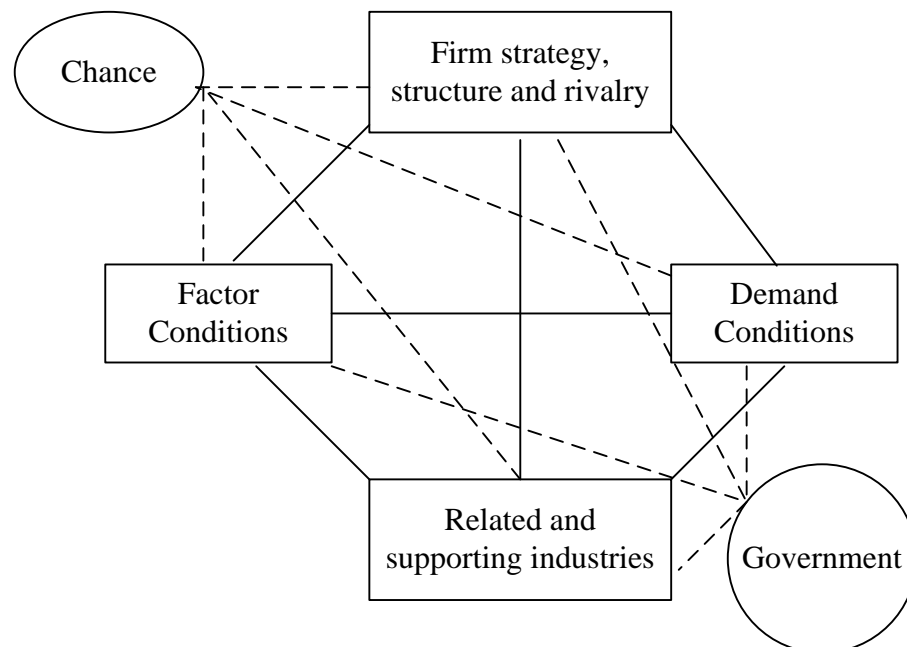 Chance
Firm strategy,
structure and rivalry
Factor
Conditions
Demand
Conditions
Related and
supporting industries
Government